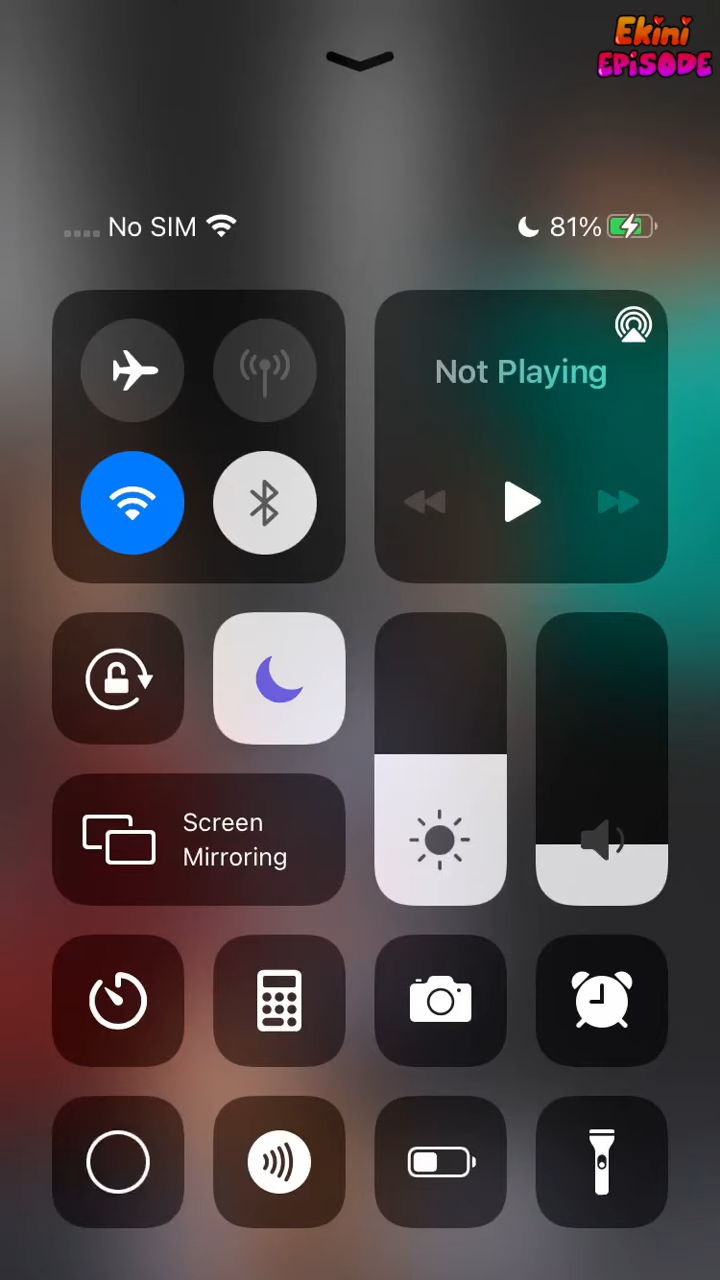 Ekini
EPiSODE
No SIM
81%
Not Playing
Screen
Mirroring